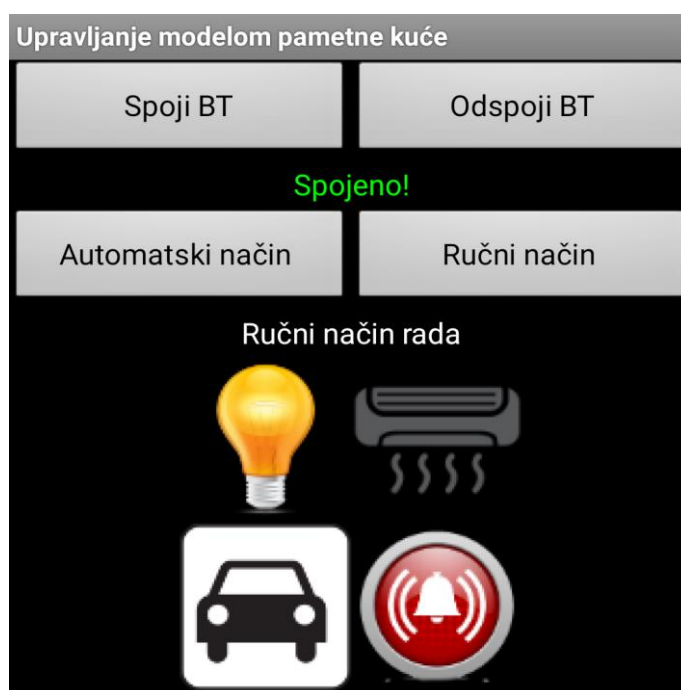 Upravljanje modelom pametne kuće
Spoji BT
Odspoji BT
Spojeno!
Automatski način
Ručni način
Ručni način rada